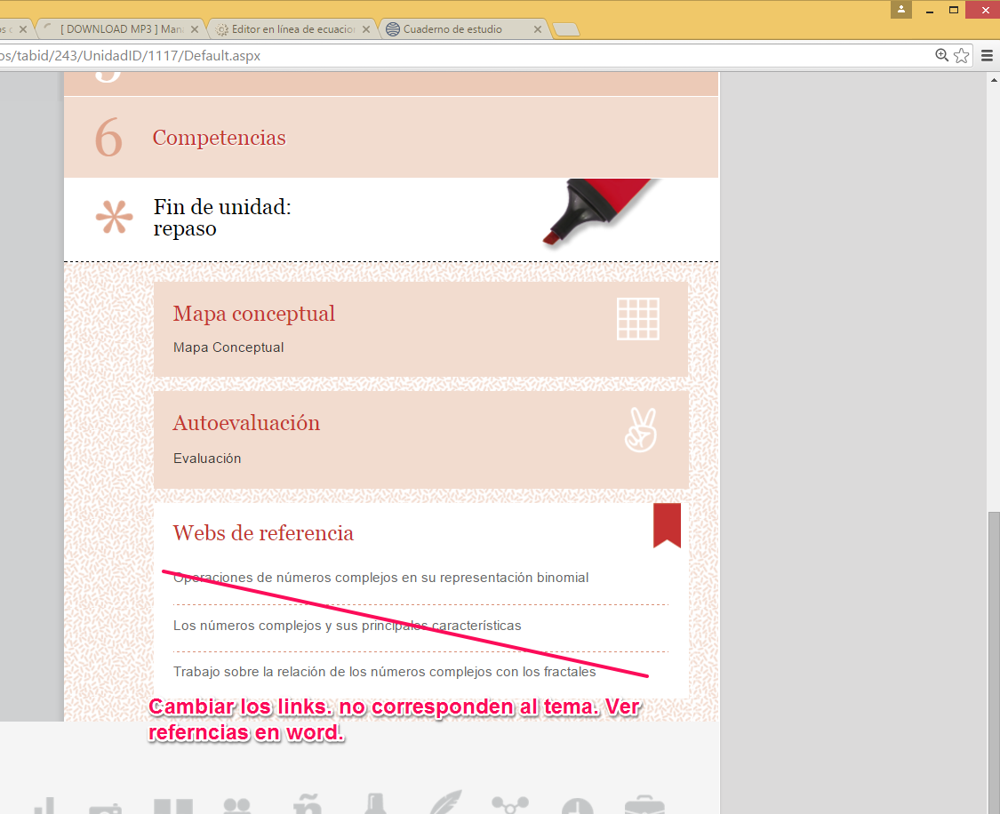 [ DOWNLOAD MP3 ] Man
Editor en línea de ecuacion
Cuaderno de estudio
os/tabid/243/UnidadID/1117/Default.aspx
6
Competencias
Fin de unidad:
repaso
Mapa conceptual
Mapa Conceptual
Autoevaluación
Evaluación
Webs de referencia
Operaciones de números complejos en su representación binomial
Los números complejos y sus principales características
Trabajo sobre la relación de los números complejos con los fractales
Cambiar los links. no corresponden al tema. Ver
referncias en word.
ñ